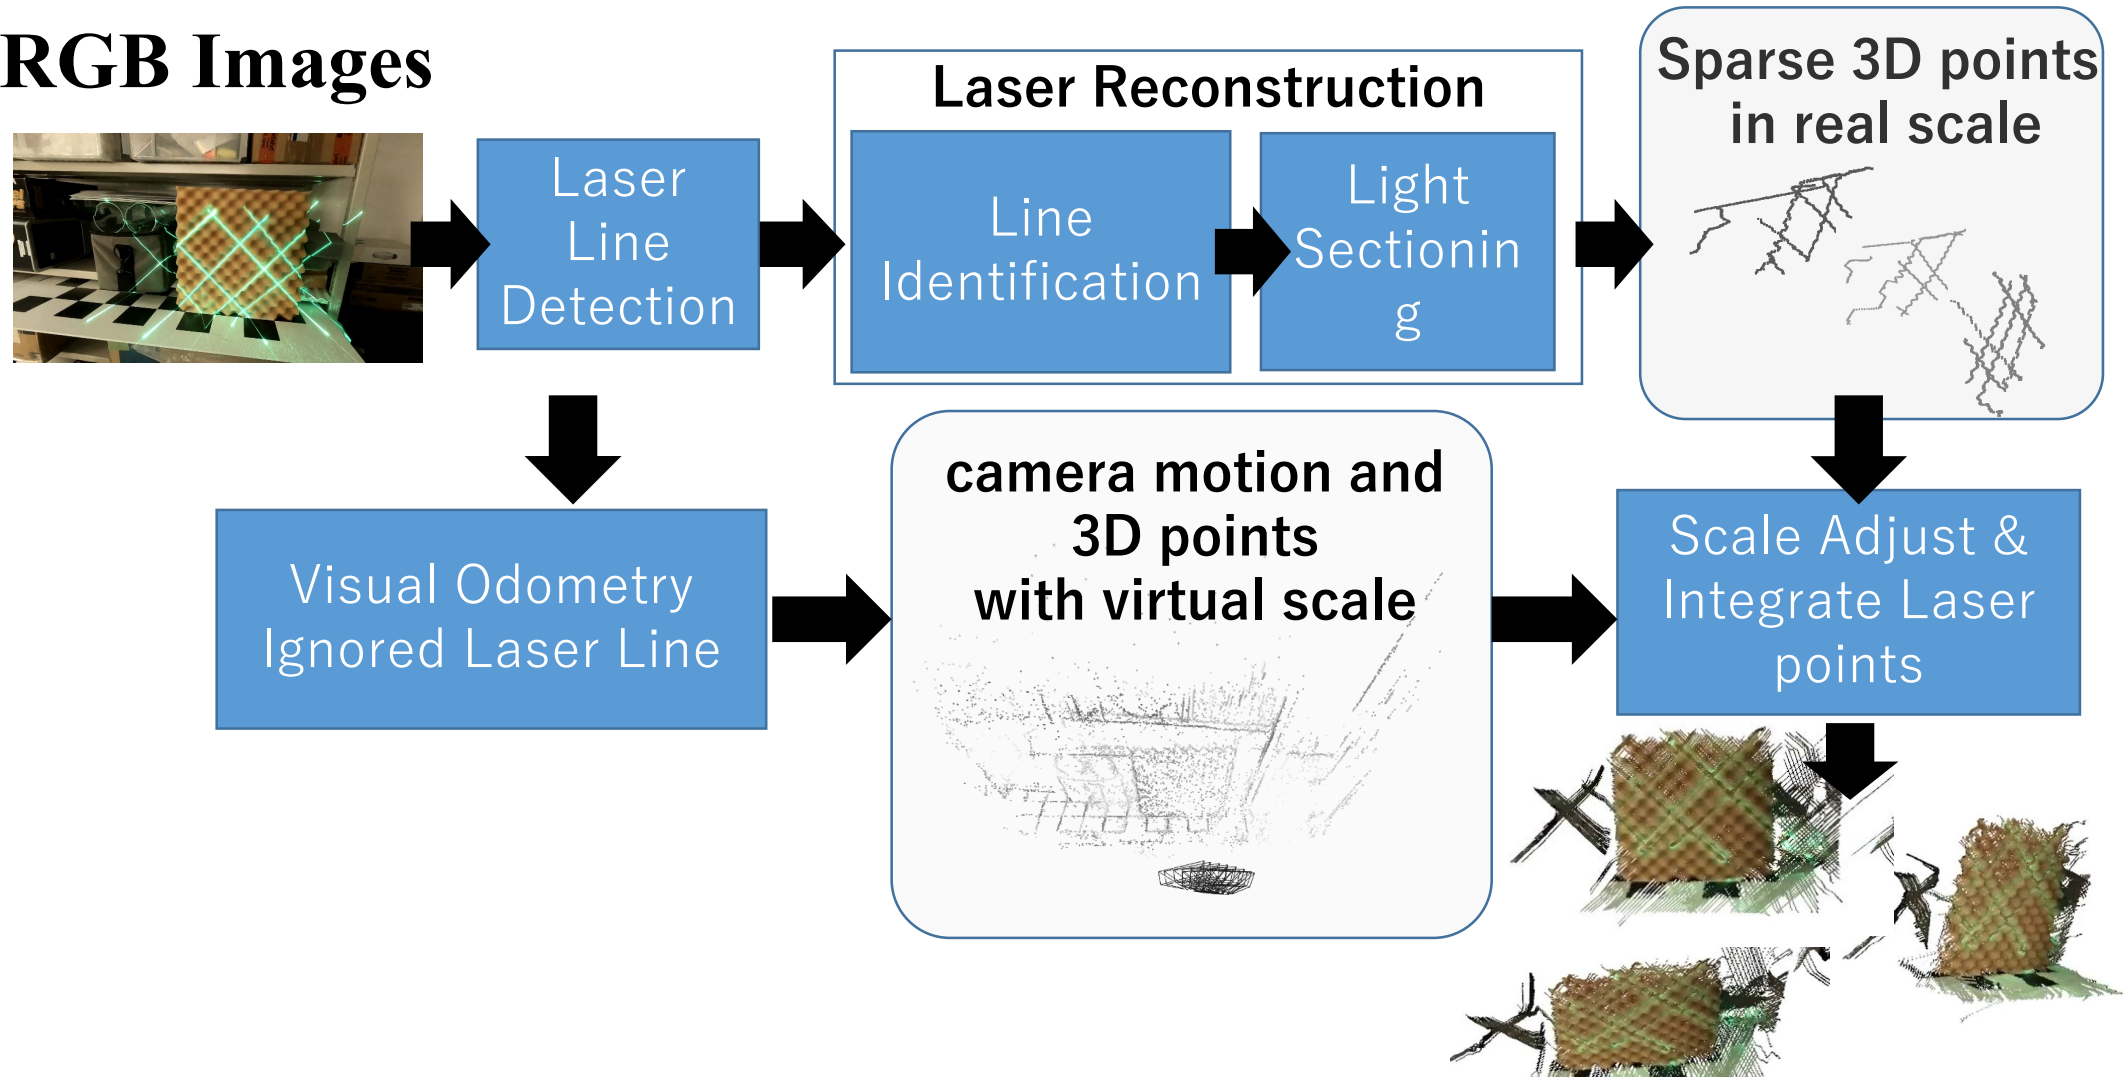 RGB Images
Laser
Line
Detection
Laser Reconstruction
Line
Identification
Light
Sectionin
g
Sparse 3D points
in real scale
Visual Odometry
Ignored Laser Line
camera motion and
3D points
with virtual scale
Scale Adjust &
Integrate Laser
points